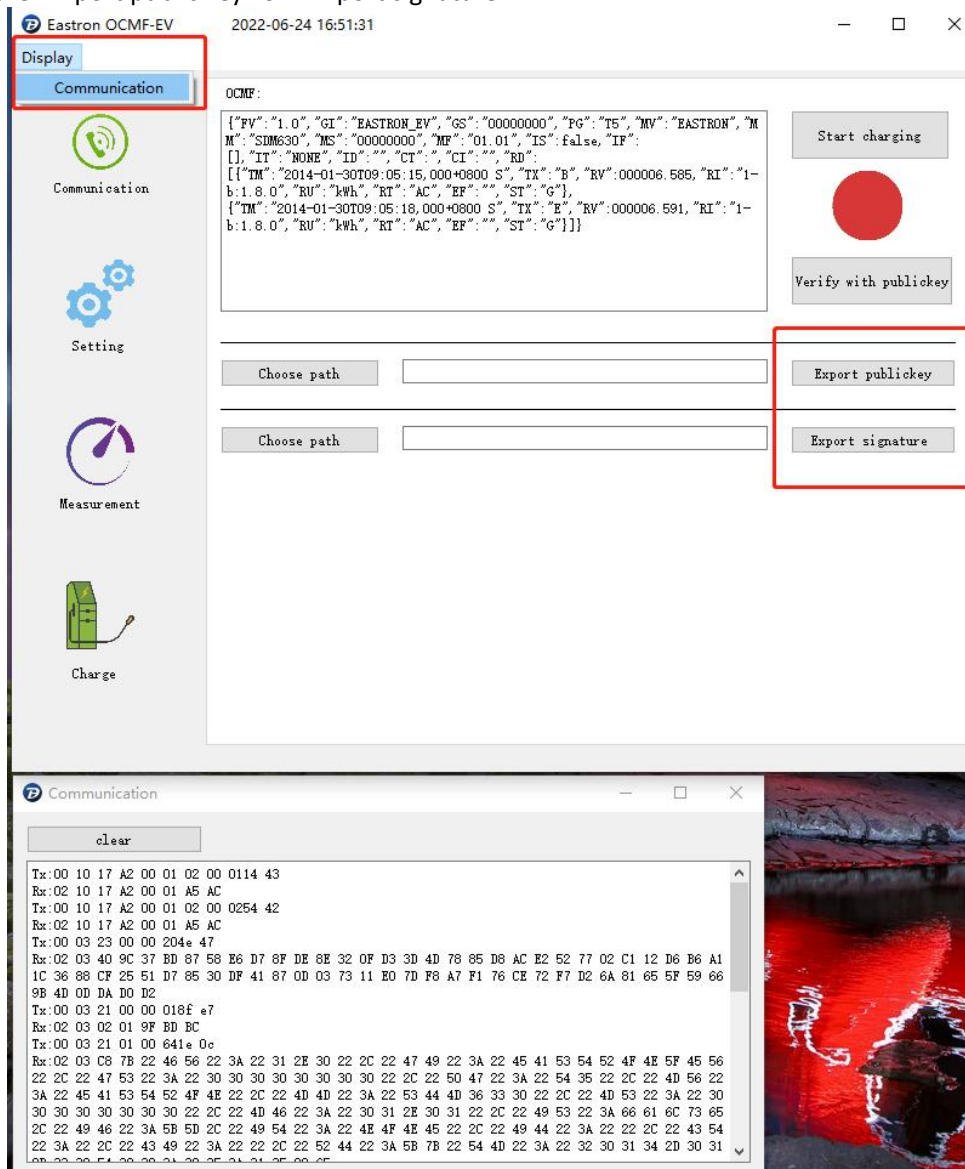 Eastron OCMF-EV 2022-06-24 16:51:31
Display
Communication
OCMF:
{"FV":"1.0","GI":"EASTRON_EV","GS":"00000000","PG":"T5","MV":"EASTRON","M
M":"SDM630","MS":"00000000","MF":"01.01","IS":false,"IF":
[],"IT":"NONE","ID":"","CT":,"CI":"","RD":
[{"TM":"2014-01-30T09:05:15,000+0800 S","TX":"B","RV":000006.585,"RI":"1-
b:1.8.0","RU":"kWh","RT":"AC","EF":"","ST":"G"},
{"TM":"2014-01-30T09:05:18,000+0800 S","TX":"E","RV":000006.591,"RI":"1-
b:1.8.0","RU":"kWh","RT":"AC","EF":"","ST":"G"}]}
Start charging
Communication
Verify with publickey
Setting
Choose path
Export publickey
Choose path
Export signature
Measurement
Charge
Communication
clear
Tx:00 10 17 A2 00 01 02 00 0114 43
Rx:02 10 17 A2 00 01 A5 AC
Tx:00 10 17 A2 00 01 02 00 0254 42
Rx:02 10 17 A2 00 01 A5 AC
Tx:00 03 23 00 00 204e 47
Rx:02 03 40 9C 37 BD 87 58 E6 D7 8F DE 8E 32 0F D3 3D 4D 78 85 D8 AC E2 52 77 02 C1 12 D6 B6 A1
1C 36 88 CF 25 51 D7 85 30 DF 41 87 0D 03 73 11 E0 7D F8 A7 F1 76 CE 72 F7 D2 6A 81 65 5F 59 66
9B 4D 0D DA D0 D2
Tx:00 03 21 00 00 018f e7
Rx:02 03 02 01 9F BD BC
Tx:00 03 21 01 00 641e 0c
Rx:02 03 C8 7B 22 46 56 22 3A 22 31 2E 30 22 2C 22 47 49 22 3A 22 45 41 53 54 52 4F 4E 5F 45 56
22 2C 22 47 53 22 3A 22 30 30 30 30 30 30 30 30 22 2C 22 50 47 22 3A 22 54 35 22 2C 22 4D 56 22
3A 22 45 41 53 54 52 4F 4E 22 2C 22 4D 4D 22 3A 22 53 44 4D 36 33 30 22 2C 22 4D 53 22 3A 22 30
30 30 30 30 30 30 30 22 2C 22 4D 46 22 3A 22 30 31 2E 30 31 22 2C 22 49 53 22 3A 66 61 6C 73 65
2C 22 49 46 22 3A 5B 5D 2C 22 49 54 22 3A 22 4E 4F 4E 45 22 2C 22 49 44 22 3A 22 22 2C 22 43 54
22 3A 22 2C 22 43 49 22 3A 22 22 2C 22 52 44 22 3A 5B 7B 22 54 4D 22 3A 22 32 30 31 34 2D 30 31